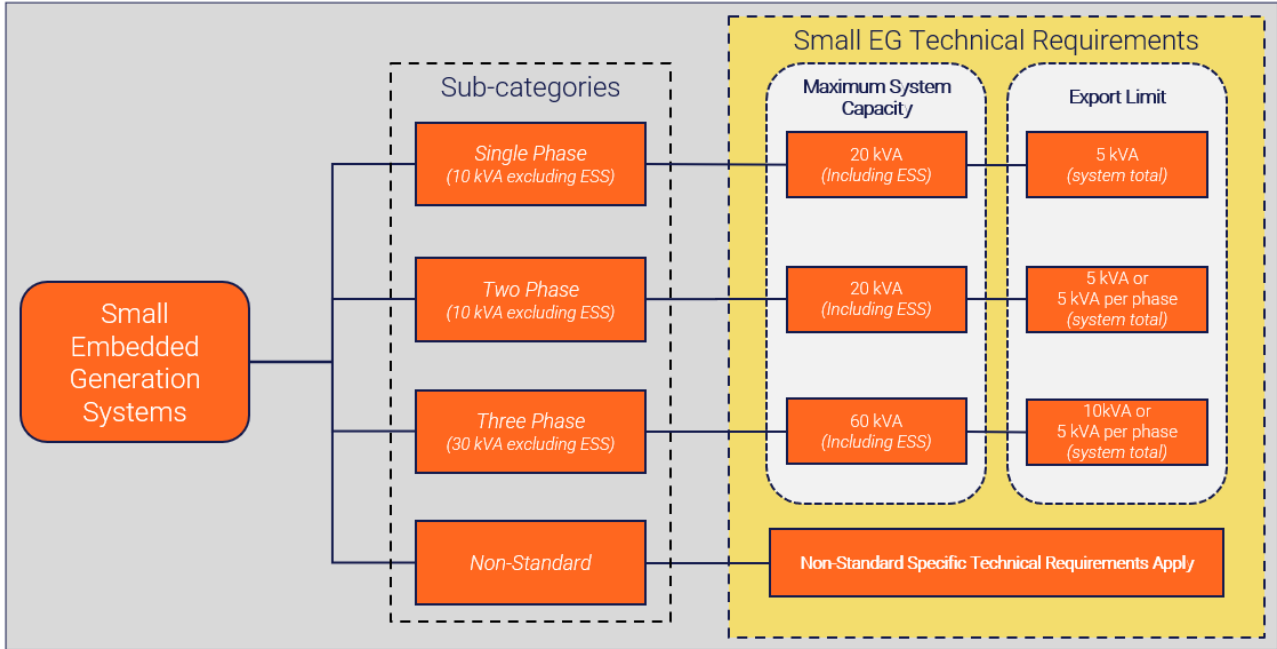 Small EG Technical Requirements
Sub-categories
Maximum System
Capacity
Export Limit
Single Phase
(10 kVA excluding ESS)
20 kVA
(Including ESS)
5 kVA
(system total)
Two Phase
(10 kVA excluding ESS)
20 kVA
(Including ESS)
5 kVA or
5 kVA per phase
(system total)
Small
Embedded
Generation
Systems
Three Phase
(30 kVA excluding ESS)
60 kVA
(Including ESS)
10kVA or
5 kVA per phase
(system total)
Non-Standard
Non-Standard Specific Technical Requirements Apply